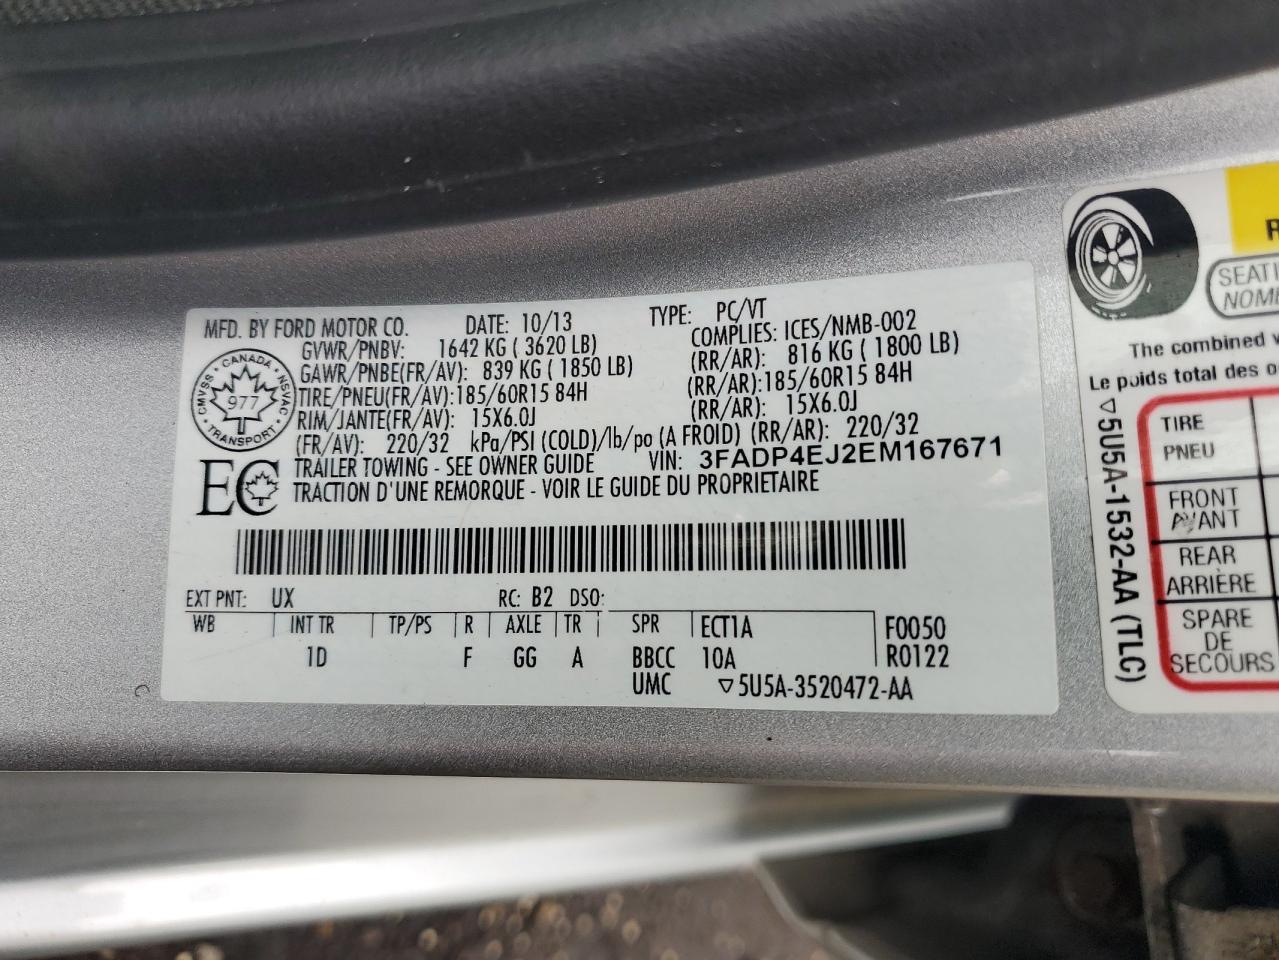 MFD. BY FORD MOTOR CO. DATE: 10/13 TYPE: PC/VT
GVWR/PNBV: 1642 KG ( 3620 LB) COMPLIES: ICES/NMB-002
GAWR/PNBE(FR/AV): 839 KG ( 1850 LB) (RR/AR): 816 KG ( 1800 LB)
TIRE/PNEU(FR/AV):185/60R15 84H (RR/AR):185/60R15 84H
RIM/JANTE(FR/AV): 15X6.0J (RR/AR): 15X6.0J
(FR/AV): 220/32 kPa/PSI (COLD)/lb/po (A FROID) (RR/AR): 220/32
TRAILER TOWING - SEE OWNER GUIDE VIN: 3FADP4EJ2EM167671
TRACTION D'UNE REMORQUE - VOIR LE GUIDE DU PROPRIETAIRE
CANADA
CMVSS 977 NSVAC
TRANSPORT
EC
EXT PNT: UX RC: B2 DSO:
WB INT TR TP/PS R AXLE TR SPR ECT1A F0050
1D F GG A BBCC 10A R0122
UMC ▽5U5A-3520472-AA
SEATI
NOM
The combined
Le poids total des
▽5U5A-1532-AA (TLC)
TIRE
PNEU
FRONT
AVANT
REAR
ARRIÈRE
SPARE
DE
SECOURS